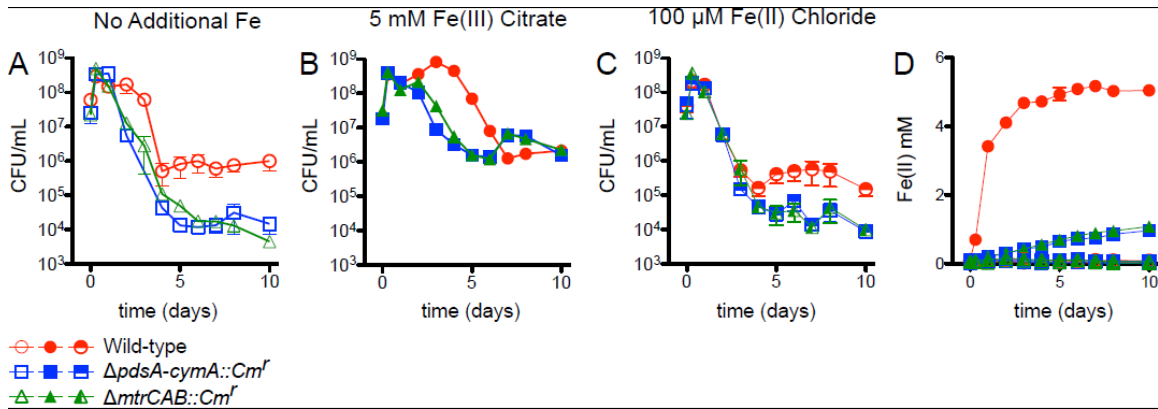 No Additional Fe 5 mM Fe(III) Citrate 100 µM Fe(II) Chloride
A B C D
10⁹ 10⁹ 10⁹
10⁸ 10⁸ 10⁸ 6
10⁷ 10⁷ 10⁷
10⁶ 10⁶ 10⁶ 4
10⁵ 10⁵ 10⁵ 2
10⁴ 10⁴ 10⁴
10³ 10³ 10³ 0
CFU/mL CFU/mL CFU/mL Fe(II) mM
0 5 10 0 5 10 0 5 10 0 5 10
time (days) time (days) time (days) time (days)
Wild-type
ΔpdsA-cymA::Cmʳ
ΔmtrCAB::Cmʳ